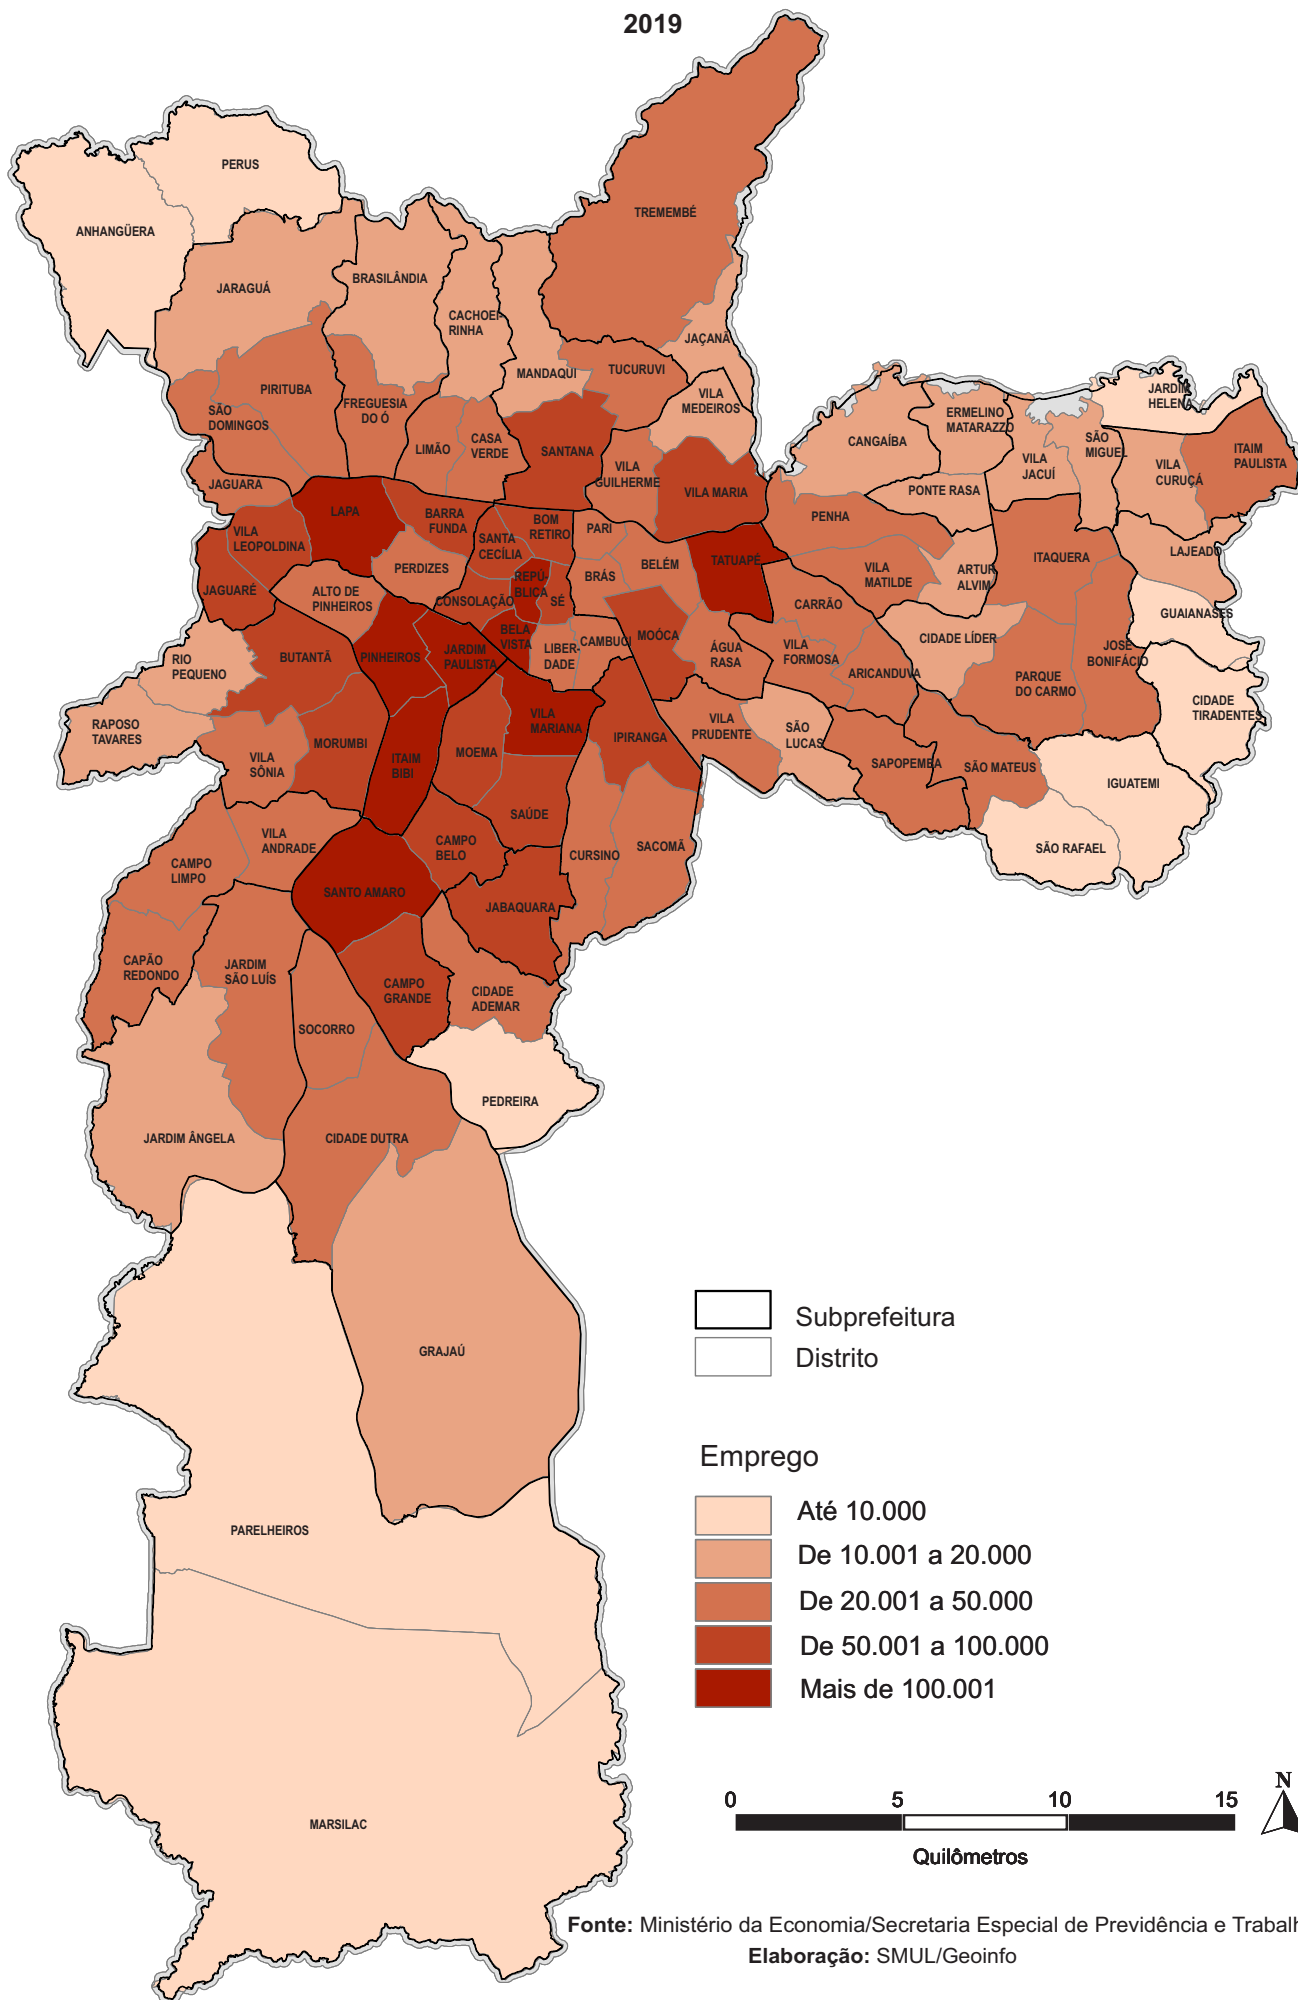 2019
PERUS
ANHANGÜERA
TREMEMBÉ
JARAGUÁ
BRASILÂNDIA
CACHOEI-
RINHA
MANDAQUI
JAÇANÃ
TUCURUVI
VILA
MEDEIROS
PIRITUBA
SÃO
DOMINGOS
FREGUESIA
DO Ó
LIMÃO
CASA
VERDE
SANTANA
VILA
GUILHERME
VILA MARIA
CANGAÍBA
ERMELINO
MATARAZZO
VILA
JACUÍ
SÃO
MIGUEL
JARDIM
HELENA
VILA
CURUÇÁ
ITAIM
PAULISTA
JAGUARA
LAPA
VILA
LEOPOLDINA
BARRA
FUNDA
BOM
RETIRO
SANTA
CECÍLIA
PARI
PENHA
PONTE RASA
PERDIZES
REPÚ-
BLICA
BRÁS
BELÉM
TATUAPÉ
VILA
MATILDE
ARTUR
ALVIM
ITAQUERA
LAJEADO
JAGUARÉ
ALTO DE
PINHEIROS
CONSOLAÇÃO
SÉ
CARRÃO
GUAIANASES
RIO
PEQUENO
BUTANTÃ
PINHEIROS
JARDIM
PAULISTA
BELA
VISTA
LIBER-
DADE
CAMBUCI
MOÓCA
ÁGUA
RASA
VILA
FORMOSA
ARICANDUVA
CIDADE LÍDER
PARQUE
DO CARMO
JOSÉ
BONIFÁCIO
CIDADE
TIRADENTES
RAPOSO
TAVARES
VILA
SÔNIA
MORUMBI
ITAIM
BIBI
MOEMA
VILA
MARIANA
IPIRANGA
VILA
PRUDENTE
SÃO
LUCAS
SAPOPEMBA
SÃO MATEUS
IGUATEMI
SÃO RAFAEL
CAMPO
LIMPO
VILA
ANDRADE
SANTO AMARO
CAMPO
BELO
SAÚDE
CURSINO
SACOMÃ
JABAQUARA
CAPÃO
REDONDO
JARDIM
SÃO LUÍS
SOCORRO
CAMPO
GRANDE
CIDADE
ADEMAR
PEDREIRA
JARDIM ÂNGELA
CIDADE DUTRA
GRAJAÚ
PARELHEIROS
MARSILAC
Subprefeitura
Distrito
Emprego
Até 10.000
De 10.001 a 20.000
De 20.001 a 50.000
De 50.001 a 100.000
Mais de 100.001
0 5 10 15
N
Quilômetros
Fonte: Ministério da Economia/Secretaria Especial de Previdência e Trabalh
Elaboração: SMUL/Geoinfo